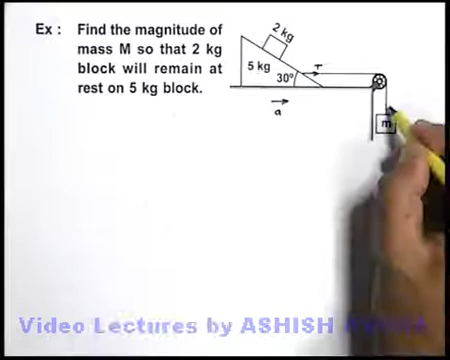 Ex : Find the magnitude of
mass M so that 2 kg
block will remain at
rest on 5 kg block.
2 kg
5 kg
30°
T
a
m
Video Lectures by ASHISH